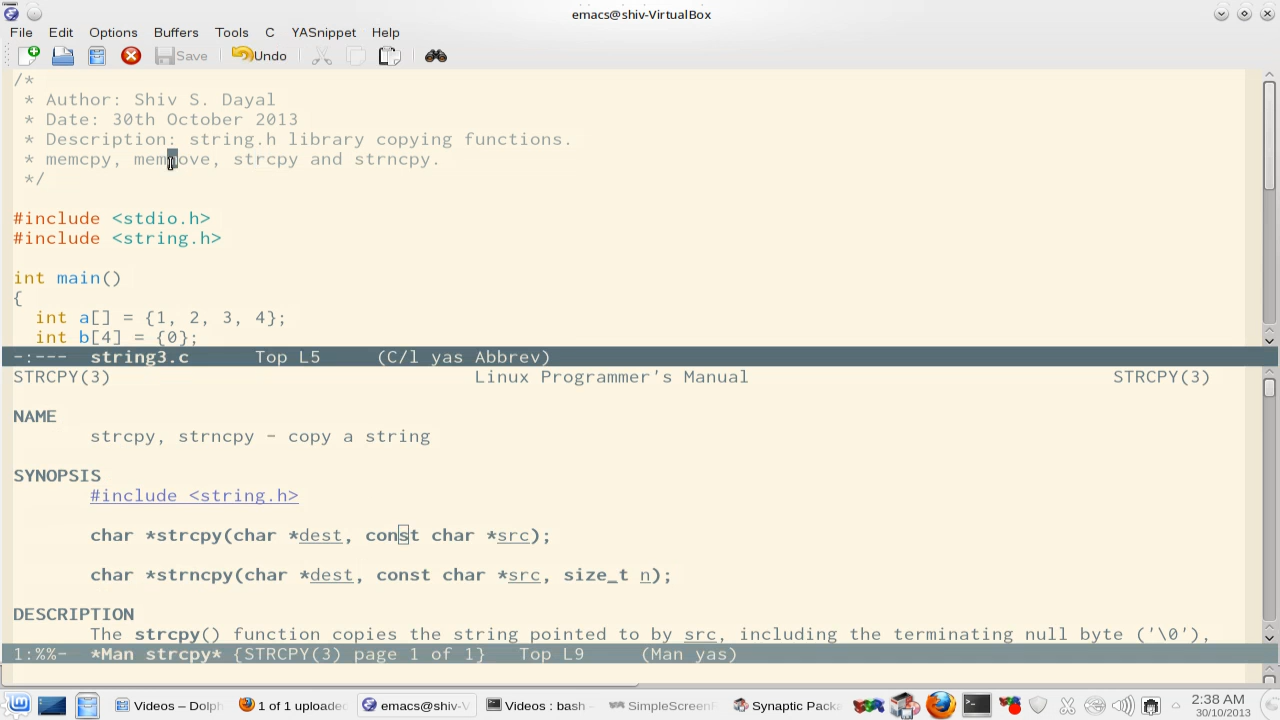 emacs@shiv-VirtualBox
File Edit Options Buffers Tools C YASnippet Help
Save Undo
/*
 * Author: Shiv S. Dayal
 * Date: 30th October 2013
 * Description: string.h library copying functions.
 * memcpy, memmove, strcpy and strncpy.
 */
#include <stdio.h>
#include <string.h>
int main()
{
  int a[] = {1, 2, 3, 4};
  int b[4] = {0};
-:--- string3.c Top L5 (C/l yas Abbrev)
STRCPY(3) Linux Programmer's Manual STRCPY(3)
NAME
strcpy, strncpy - copy a string
SYNOPSIS
#include <string.h>
char *strcpy(char *dest, const char *src);
char *strncpy(char *dest, const char *src, size_t n);
DESCRIPTION
The strcpy() function copies the string pointed to by src, including the terminating null byte ('\0'),
1:%%- *Man strcpy* {STRCPY(3) page 1 of 1} Top L9 (Man yas)
Videos – Dolph 1 of 1 uploade emacs@shiv-V Videos : bash SimpleScreenR Synaptic Pack 2:38 AM
30/10/2013